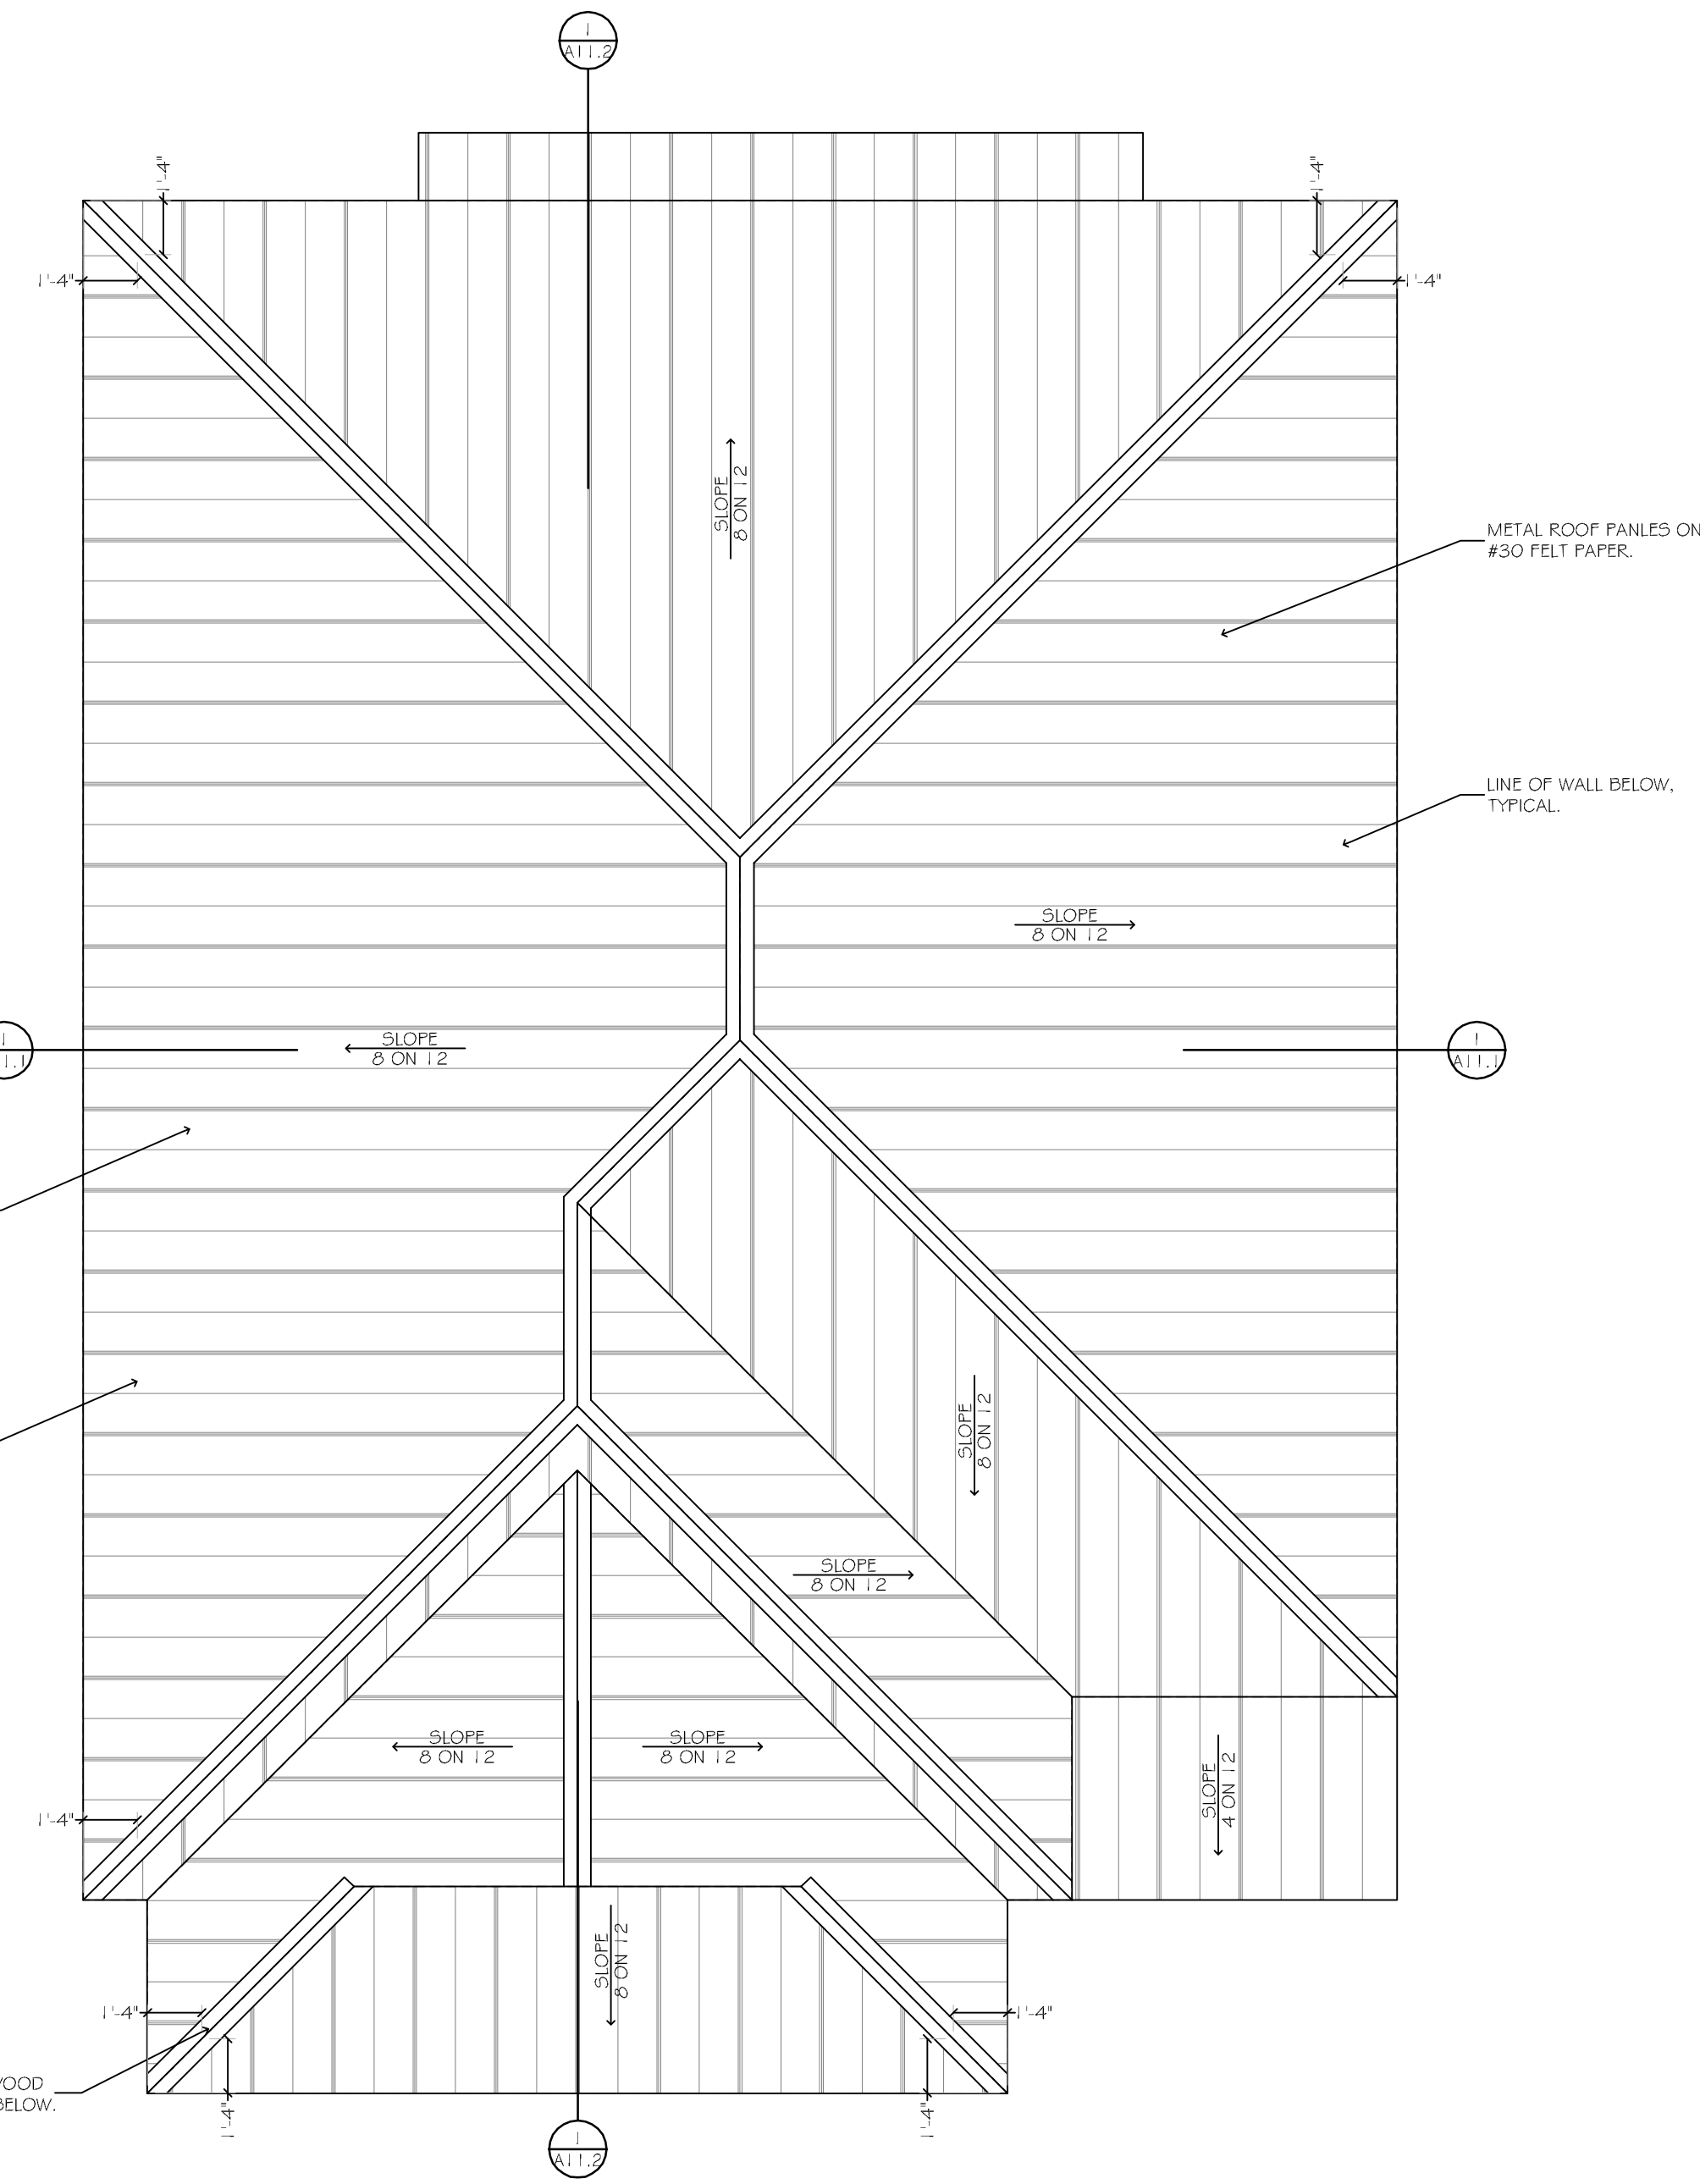 1
A11.2
1'-4"
1'-4"
1'-4"
1'-4"
SLOPE
8 ON 12
METAL ROOF PANLES ON
#30 FELT PAPER.
LINE OF WALL BELOW,
TYPICAL.
SLOPE
8 ON 12
SLOPE
8 ON 12
1
1.1
1
A11.1
SLOPE
8 ON 12
SLOPE
8 ON 12
SLOPE
8 ON 12
SLOPE
8 ON 12
SLOPE
4 ON 12
1'-4"
SLOPE
8 ON 12
1'-4"
1'-4"
OOD
BELOW.
1'-4"
1'-4"
1
A11.2